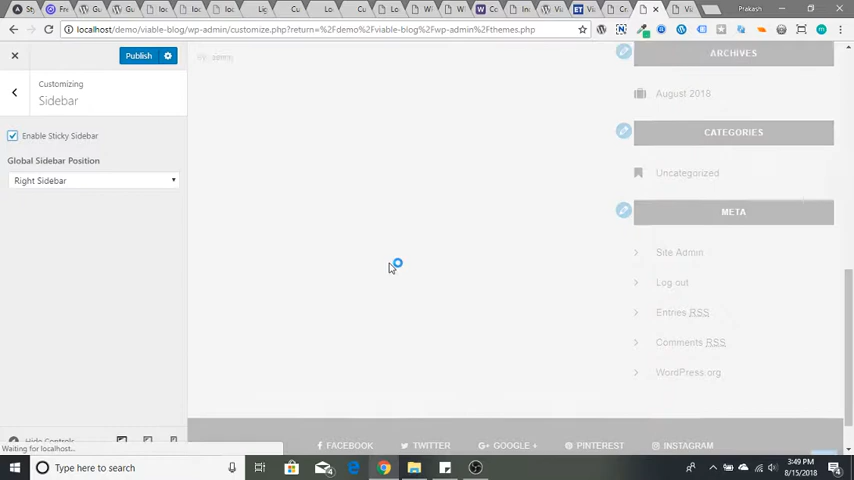 Prakash
localhost/demo/viable-blog/wp-admin/customize.php?return=%2Fdemo%2Fviable-blog%2Fwp-admin%2Fthemes.php
Publish
Customizing
Sidebar
Enable Sticky Sidebar
Global Sidebar Position
Right Sidebar
admin
ARCHIVES
August 2018
CATEGORIES
Uncategorized
META
Site Admin
Log out
Entries RSS
Comments RSS
WordPress.org
Hide Controls
Waiting for localhost...
FACEBOOK TWITTER GOOGLE + PINTEREST INSTAGRAM
Type here to search
3:49 PM
8/15/2018